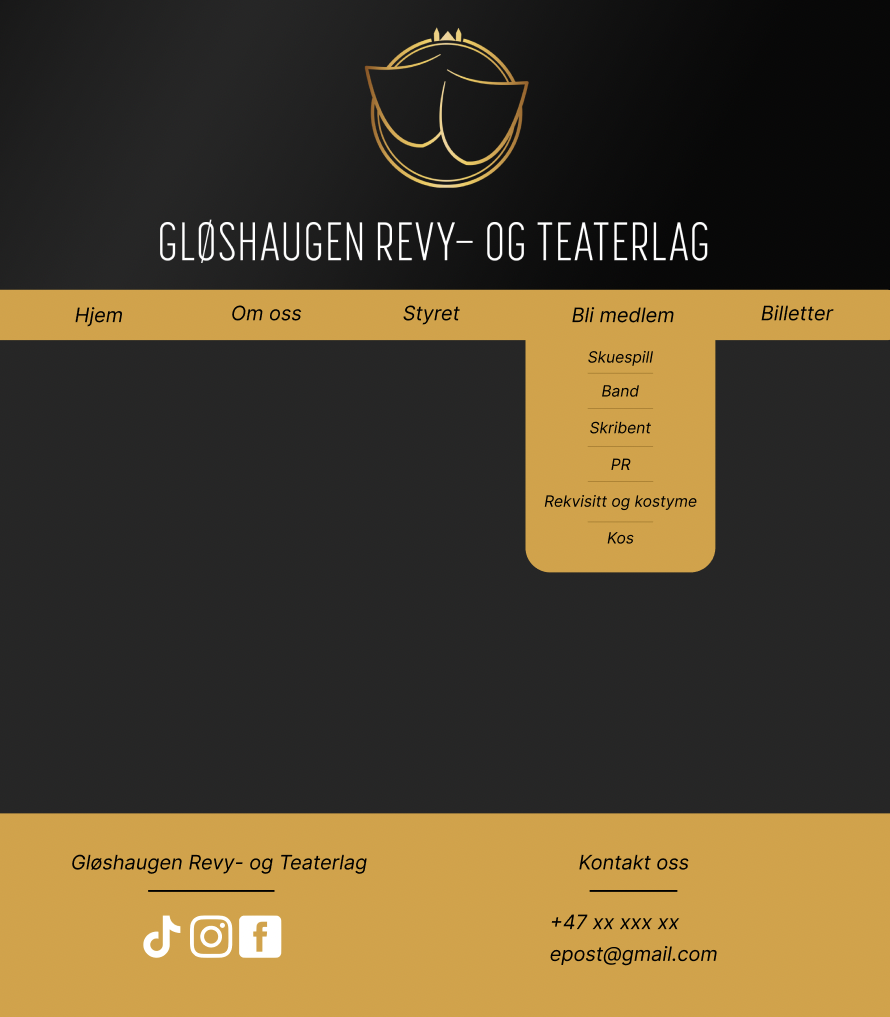 GLØSHAUGEN REVY– OG TEATERLAG
Hjem Om oss Styret Bli medlem Billetter
Skuespill
Band
Skribent
PR
Rekvisitt og kostyme
Kos
Gløshaugen Revy- og Teaterlag
Kontakt oss
+47 xx xxx xx
epost@gmail.com